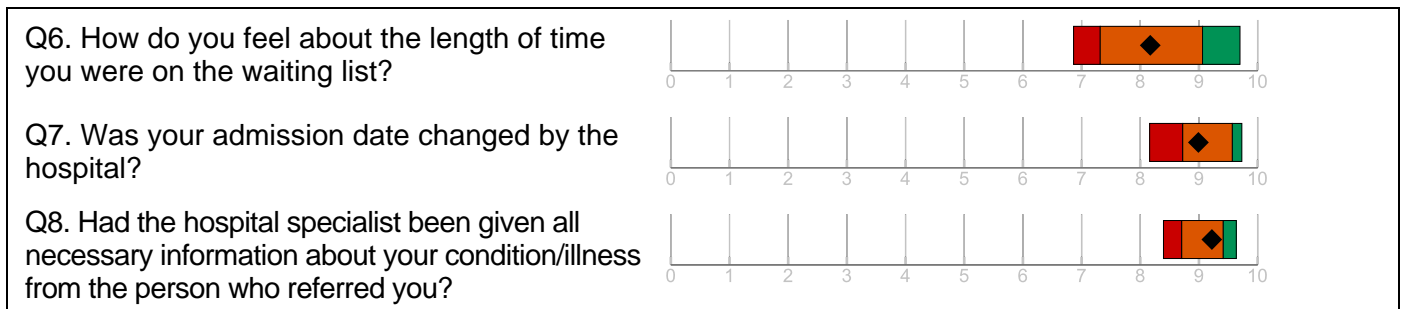 Q6. How do you feel about the length of time
you were on the waiting list?
0 1 2 3 4 5 6 7 8 9 10
Q7. Was your admission date changed by the
hospital?
0 1 2 3 4 5 6 7 8 9 10
Q8. Had the hospital specialist been given all
necessary information about your condition/illness
from the person who referred you?
0 1 2 3 4 5 6 7 8 9 10